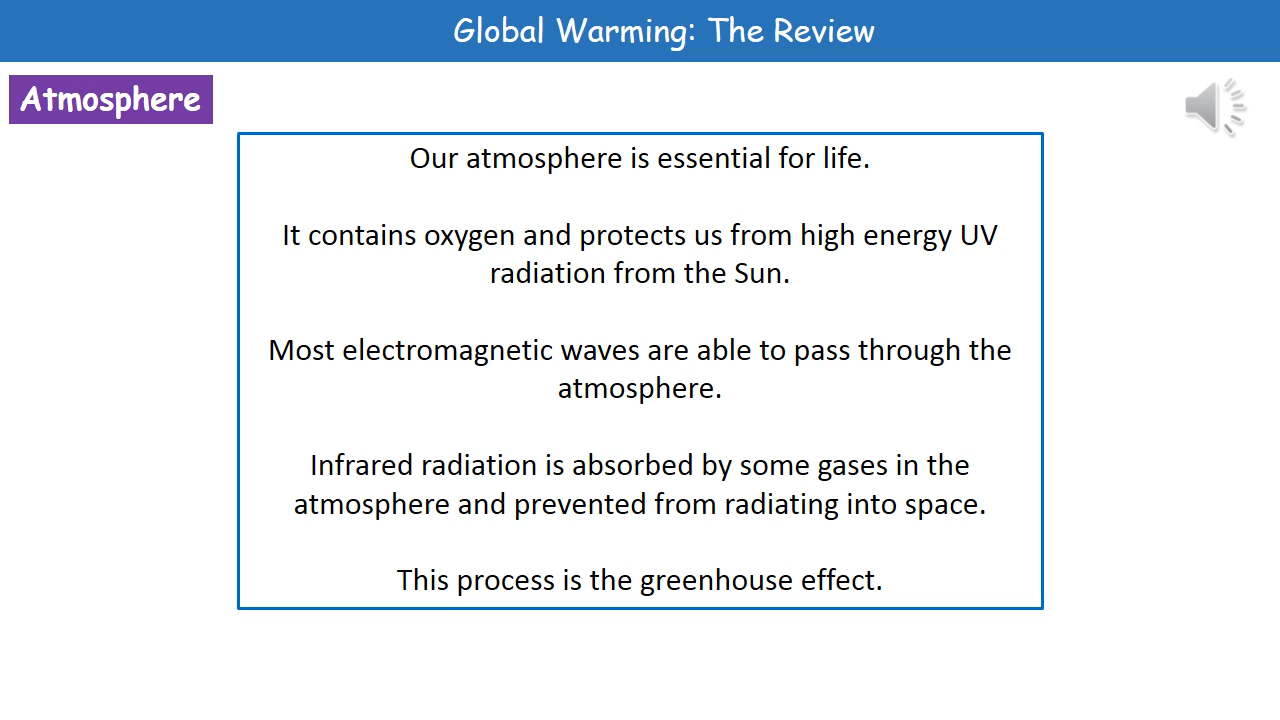 Global Warming: The Review
Atmosphere
Our atmosphere is essential for life.
It contains oxygen and protects us from high energy UV
radiation from the Sun.
Most electromagnetic waves are able to pass through the
atmosphere.
Infrared radiation is absorbed by some gases in the
atmosphere and prevented from radiating into space.
This process is the greenhouse effect.